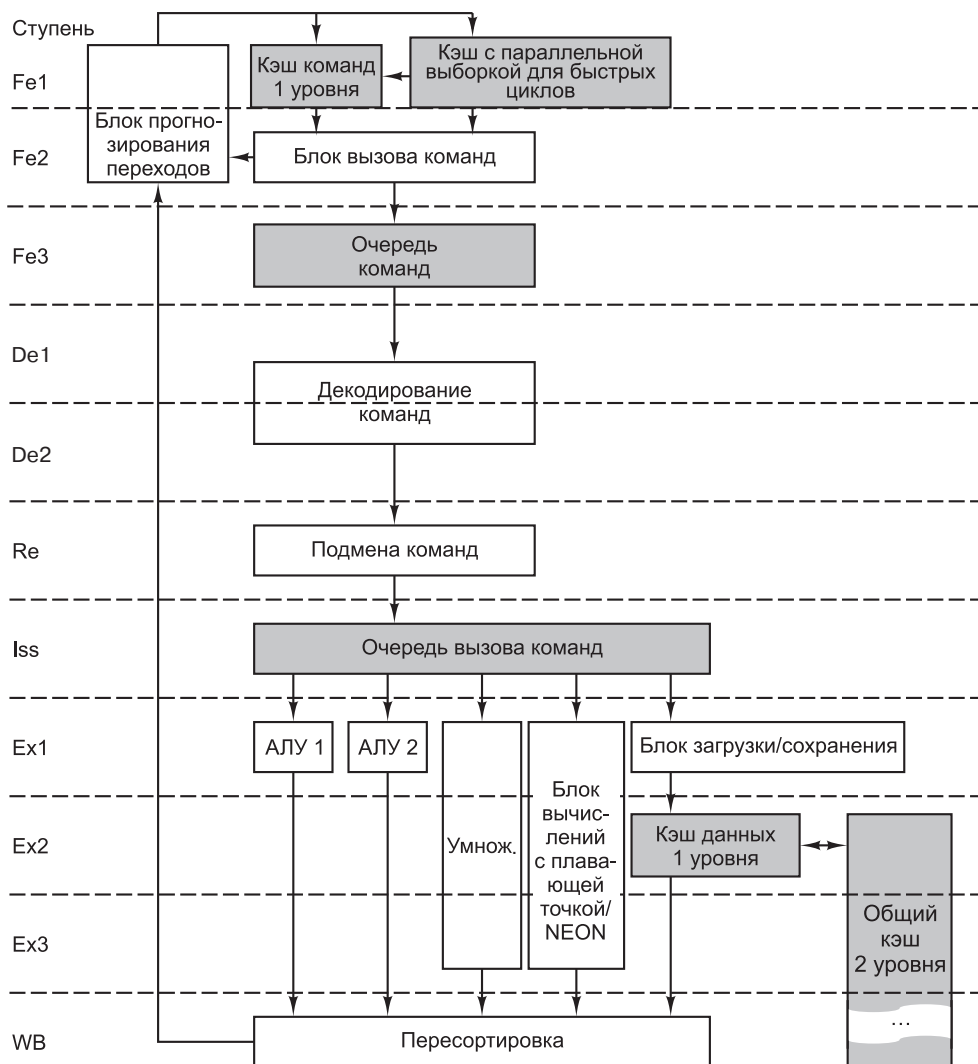 Ступень
Fe1
Кэш команд
1 уровня
Кэш с параллельной
выборкой для быстрых
циклов
Блок прогно-
зирования
переходов
Fe2
Блок вызова команд
Fe3
Очередь
команд
De1
Декодирование
команд
De2
Re
Подмена команд
Iss
Очередь вызова команд
Ex1
АЛУ 1
АЛУ 2
Умнож.
Блок
вычис-
лений
с плава-
ющей
точкой/
NEON
Блок загрузки/сохранения
Ex2
Кэш данных
1 уровня
Ex3
Общий
кэш
2 уровня
...
WB
Пересортировка